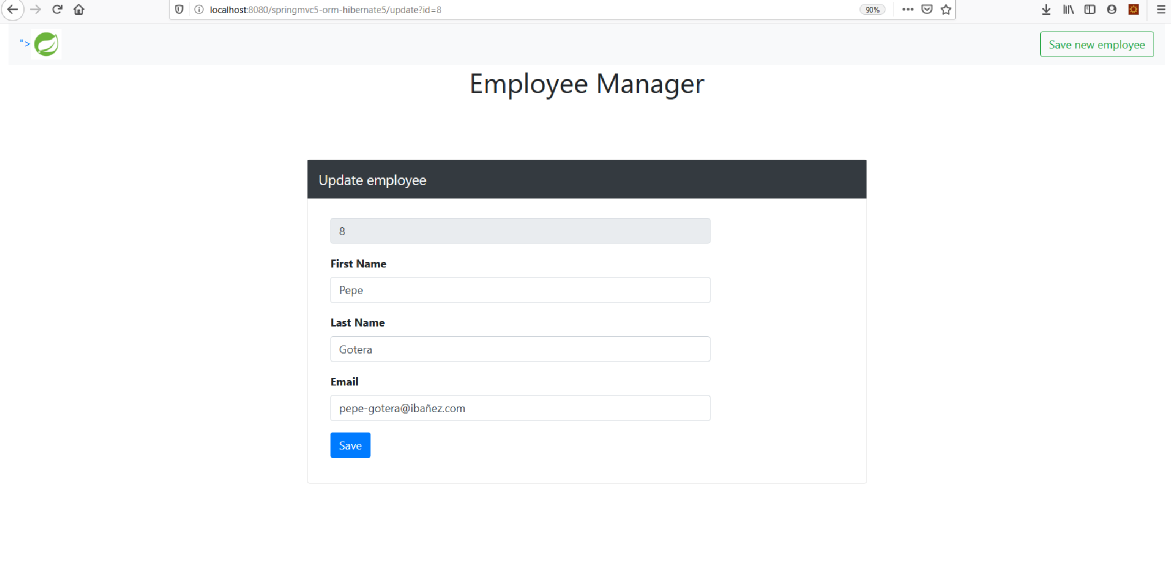 localhost:8080/springmvc5-orm-hibernate5/update?id=8
90%
">
Save new employee
Employee Manager
Update employee
8
First Name
Pepe
Last Name
Gotera
Email
pepe-gotera@ibañez.com
Save